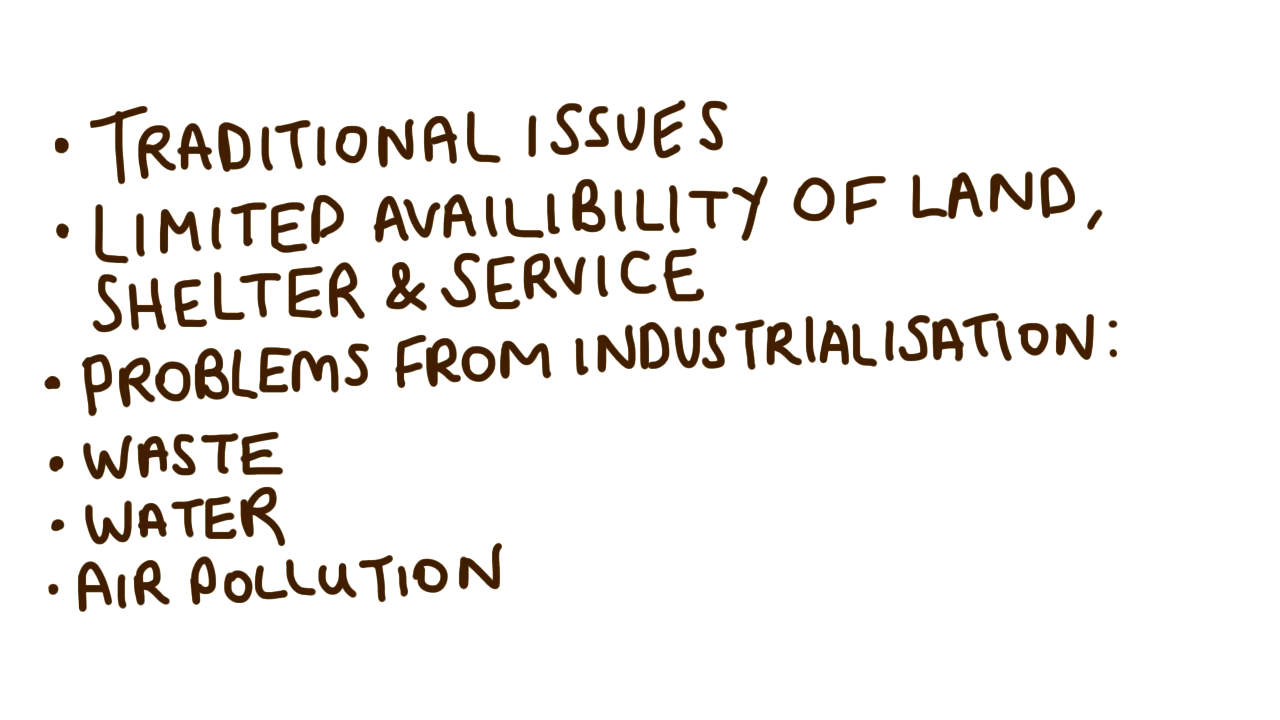 • TRADITIONAL ISSUES
• LIMITED AVAILIBILITY OF LAND,
SHELTER & SERVICE
• PROBLEMS FROM INDUSTRIALISATION:
• WASTE
• WATER
• AIR POLLUTION